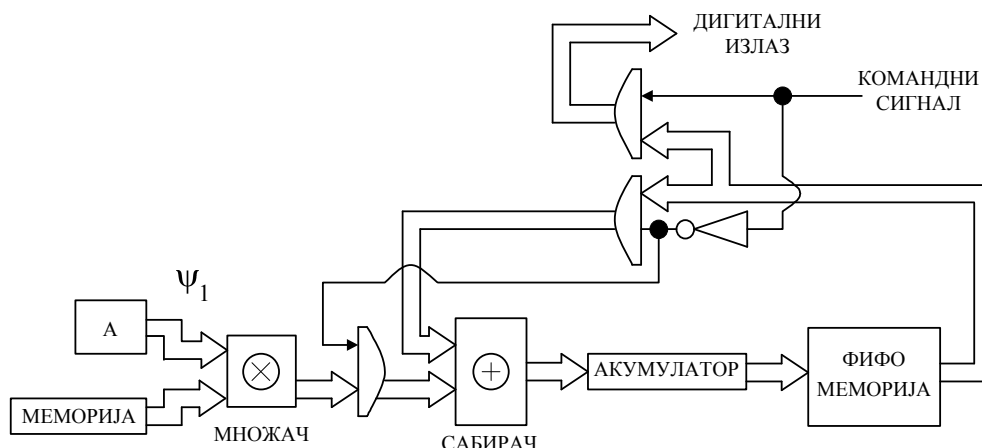 ДИГИТАЛНИ
ИЗЛАЗ
КОМАНДНИ
СИГНАЛ
ψ1
А
МЕМОРИЈА
МНОЖАЧ
САБИРАЧ
АКУМУЛАТОР
ФИФО
МЕМОРИЈА